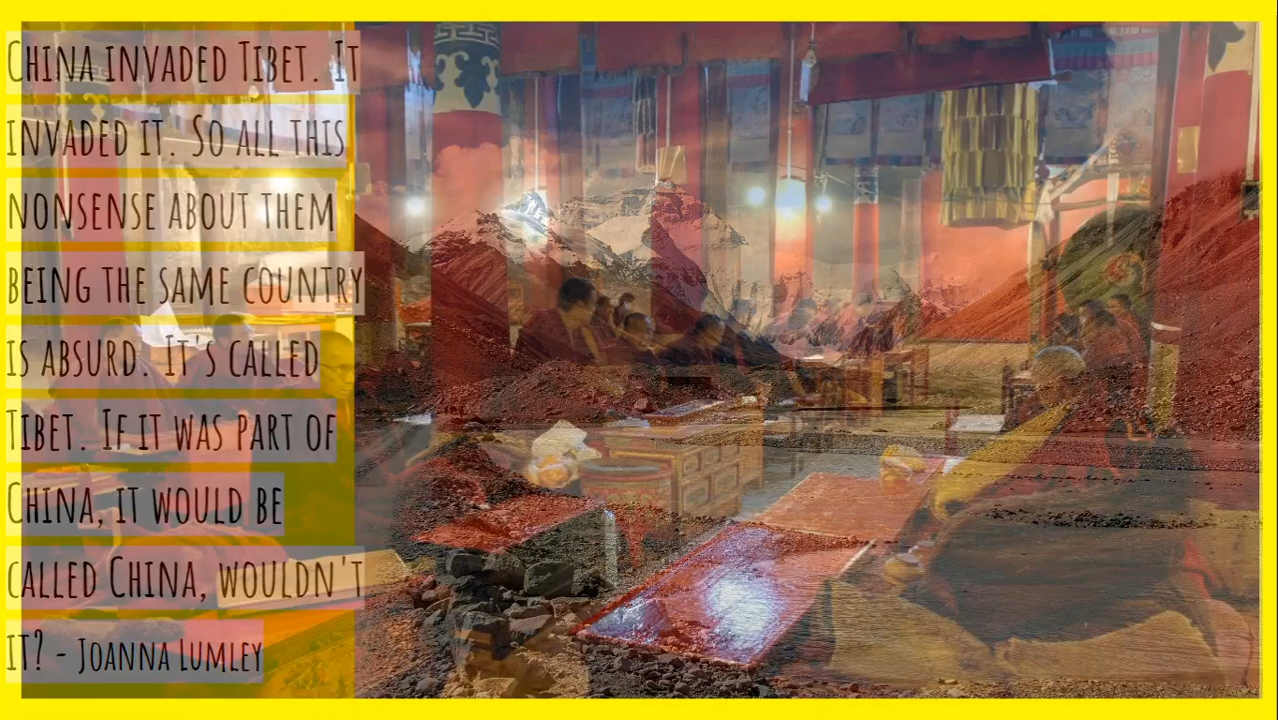 China invaded Tibet. It
invaded it. So all this
nonsense about them
being the same country
is absurd. It's called
Tibet. If it was part of
China, it would be
called China, wouldn't
it? - Joanna Lumley